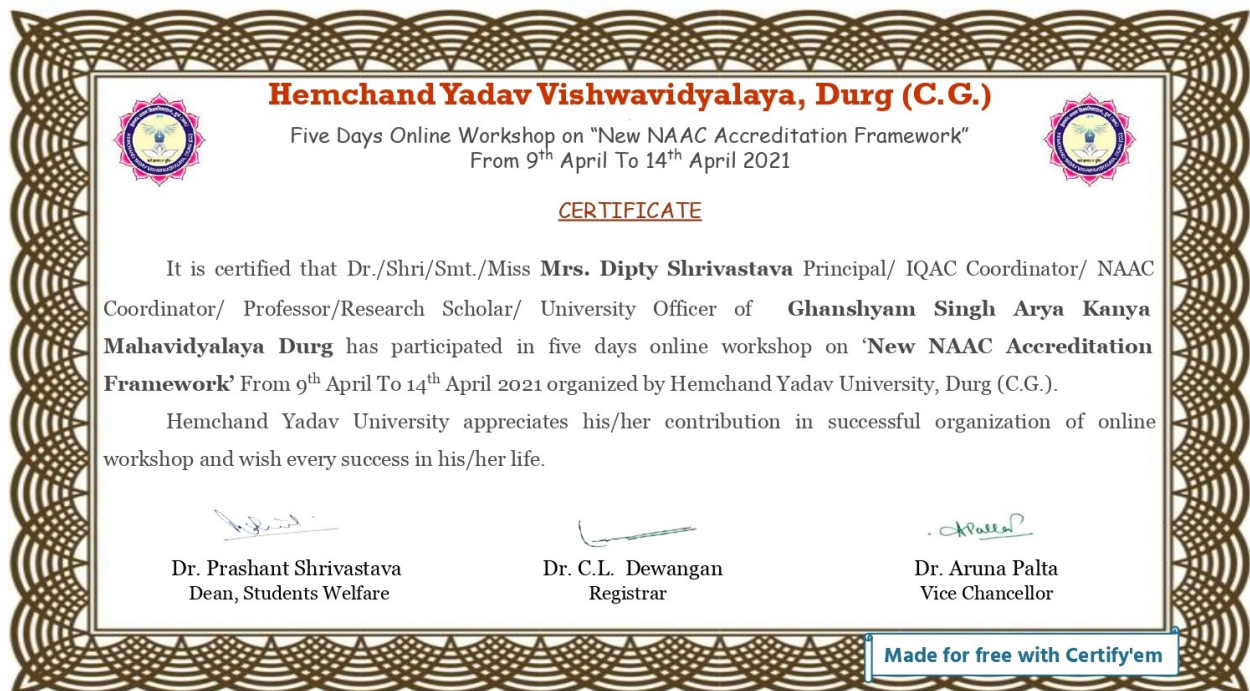 Hemchand Yadav Vishwavidyalaya, Durg (C.G.)
Five Days Online Workshop on “New NAAC Accreditation Framework”
From 9th April To 14th April 2021
CERTIFICATE
It is certified that Dr./Shri/Smt./Miss Mrs. Dipty Shrivastava Principal/ IQAC Coordinator/ NAAC
Coordinator/ Professor/Research Scholar/ University Officer of Ghanshyam Singh Arya Kanya
Mahavidyalaya Durg has participated in five days online workshop on ‘New NAAC Accreditation
Framework’ From 9th April To 14th April 2021 organized by Hemchand Yadav University, Durg (C.G.).
Hemchand Yadav University appreciates his/her contribution in successful organization of online
workshop and wish every success in his/her life.
Dr. Prashant Shrivastava
Dean, Students Welfare
Dr. C.L. Dewangan
Registrar
Dr. Aruna Palta
Vice Chancellor
Made for free with Certify'em